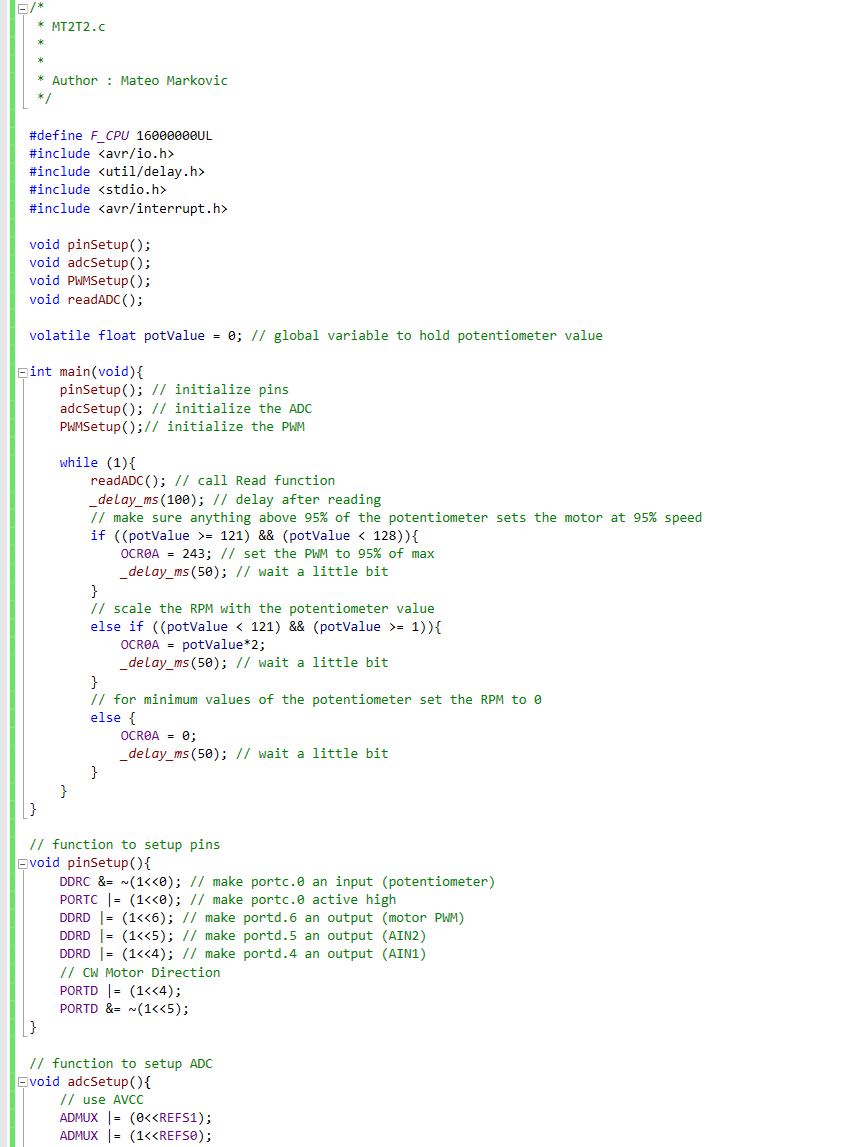 /*
 * MT2T2.c
 *
 *
 * Author : Mateo Markovic
 */

#define F_CPU 16000000UL
#include <avr/io.h>
#include <util/delay.h>
#include <stdio.h>
#include <avr/interrupt.h>

void pinSetup();
void adcSetup();
void PWMSetup();
void readADC();

volatile float potValue = 0; // global variable to hold potentiometer value

int main(void){
    pinSetup(); // initialize pins
    adcSetup(); // initialize the ADC
    PWMSetup();// initialize the PWM

    while (1){
        readADC(); // call Read function
        _delay_ms(100); // delay after reading
        // make sure anything above 95% of the potentiometer sets the motor at 95% speed
        if ((potValue >= 121) && (potValue < 128)){
            OCR0A = 243; // set the PWM to 95% of max
            _delay_ms(50); // wait a little bit
        }
        // scale the RPM with the potentiometer value
        else if ((potValue < 121) && (potValue >= 1)){
            OCR0A = potValue*2;
            _delay_ms(50); // wait a little bit
        }
        // for minimum values of the potentiometer set the RPM to 0
        else {
            OCR0A = 0;
            _delay_ms(50); // wait a little bit
        }
    }
}

// function to setup pins
void pinSetup(){
    DDRC &= ~(1<<0); // make portc.0 an input (potentiometer)
    PORTC |= (1<<0); // make portc.0 active high
    DDRD |= (1<<6); // make portd.6 an output (motor PWM)
    DDRD |= (1<<5); // make portd.5 an output (AIN2)
    DDRD |= (1<<4); // make portd.4 an output (AIN1)
    // CW Motor Direction
    PORTD |= (1<<4);
    PORTD &= ~(1<<5);
}

// function to setup ADC
void adcSetup(){
    // use AVCC
    ADMUX |= (0<<REFS1);
    ADMUX |= (1<<REFS0);